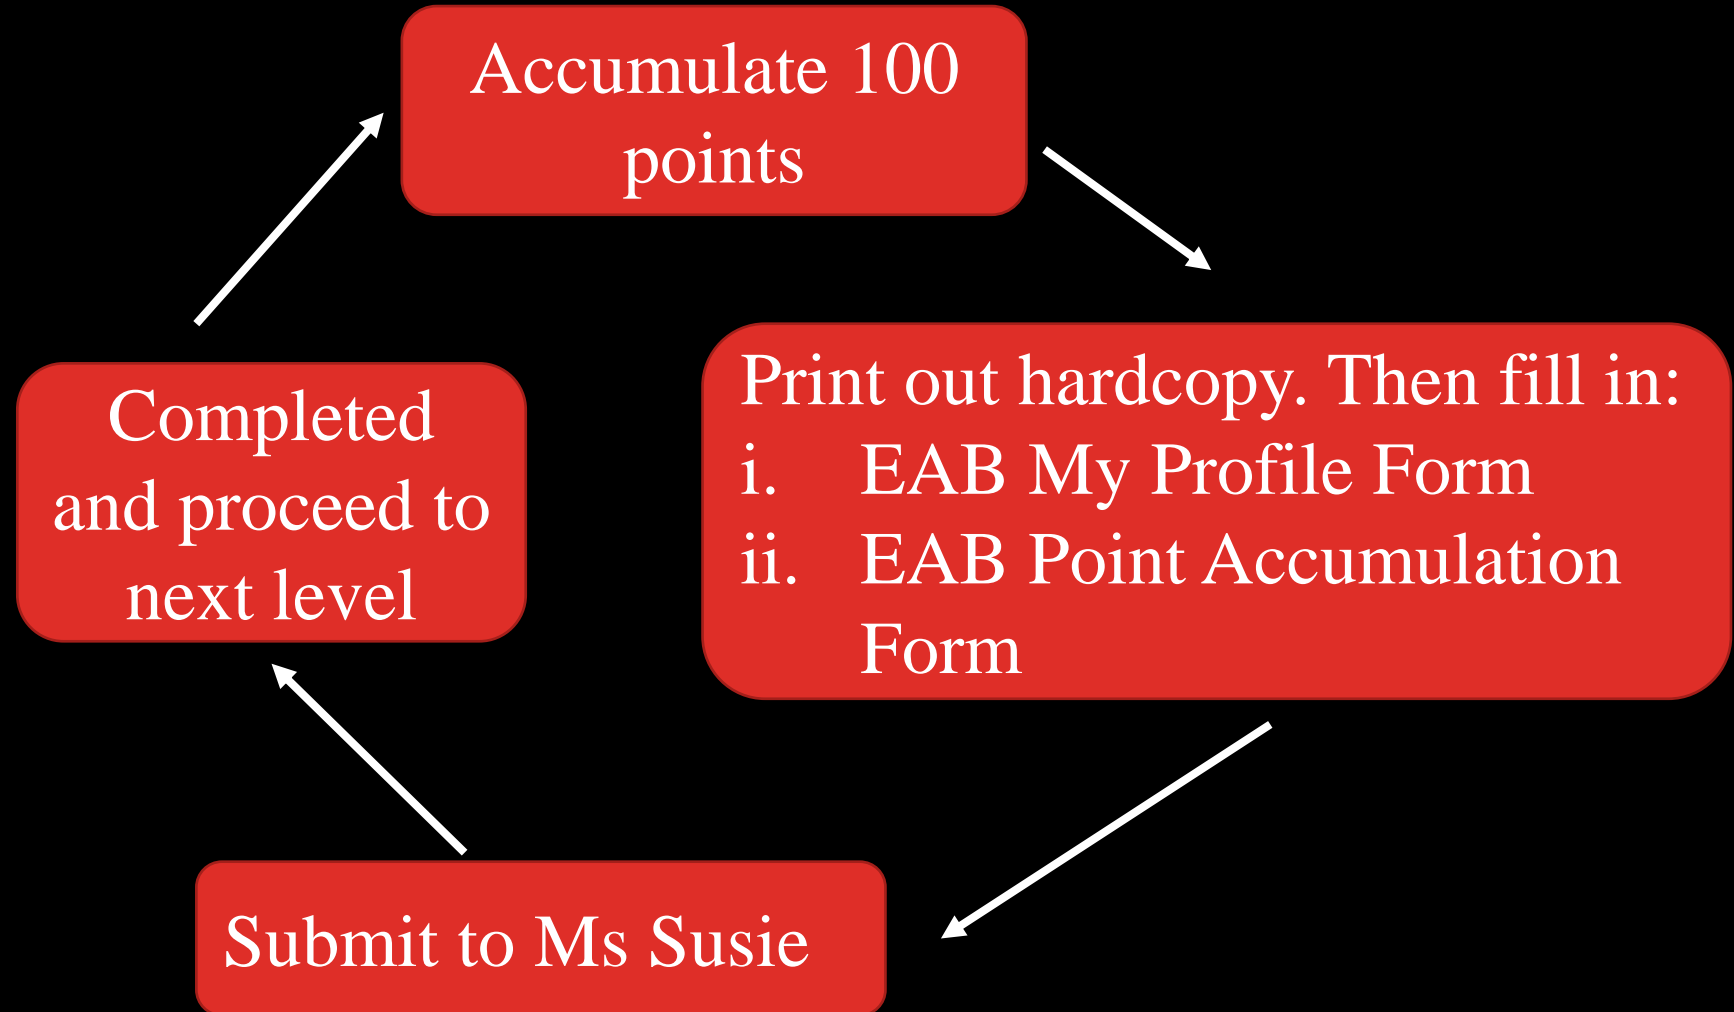 Accumulate 100
points
Print out hardcopy. Then fill in:
i. EAB My Profile Form
ii. EAB Point Accumulation
Form
Completed
and proceed to
next level
Submit to Ms Susie